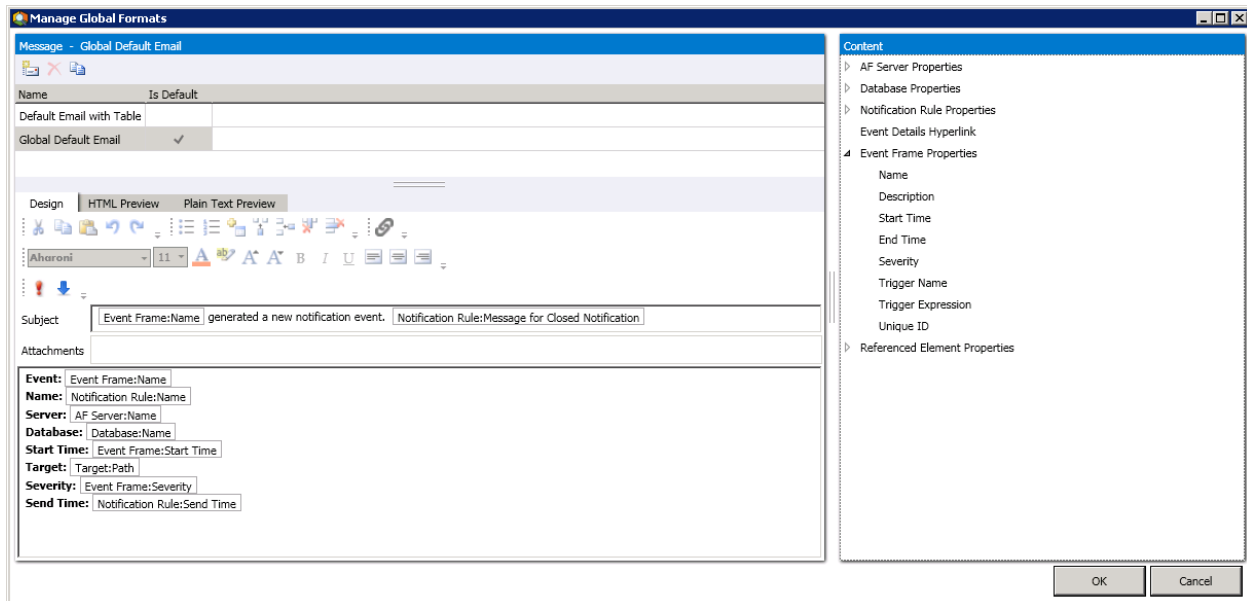 Manage Global Formats
Message - Global Default Email
Name Is Default
Default Email with Table
Global Default Email
Design HTML Preview Plain Text Preview
Aharoni 11 A ab A A B I U
Subject Event Frame:Name generated a new notification event. Notification Rule:Message for Closed Notification
Attachments
Event: Event Frame:Name
Name: Notification Rule:Name
Server: AF Server:Name
Database: Database:Name
Start Time: Event Frame:Start Time
Target: Target:Path
Severity: Event Frame:Severity
Send Time: Notification Rule:Send Time
Content
AF Server Properties
Database Properties
Notification Rule Properties
Event Details Hyperlink
Event Frame Properties
Name
Description
Start Time
End Time
Severity
Trigger Name
Trigger Expression
Unique ID
Referenced Element Properties
OK Cancel